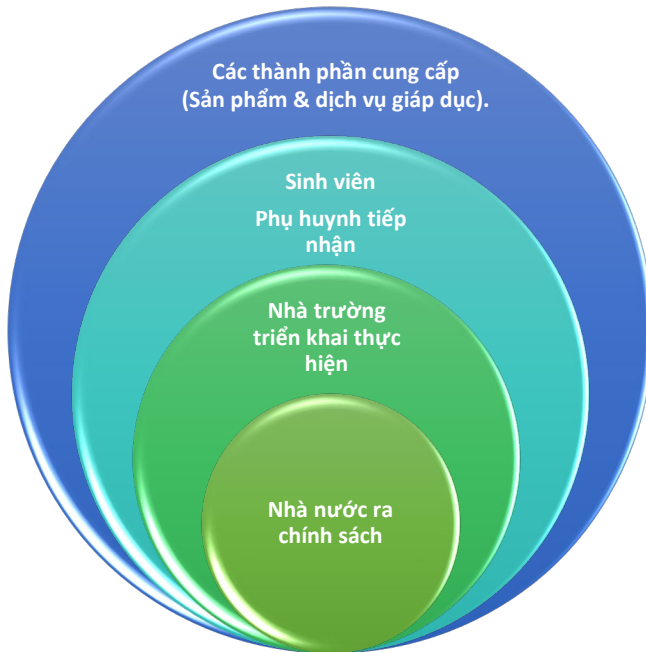 Các thành phần cung cấp
(Sản phẩm & dịch vụ giáp dục).
Sinh viên
Phụ huynh tiếp
nhận
Nhà trường
triển khai thực
hiện
Nhà nước ra
chính sách